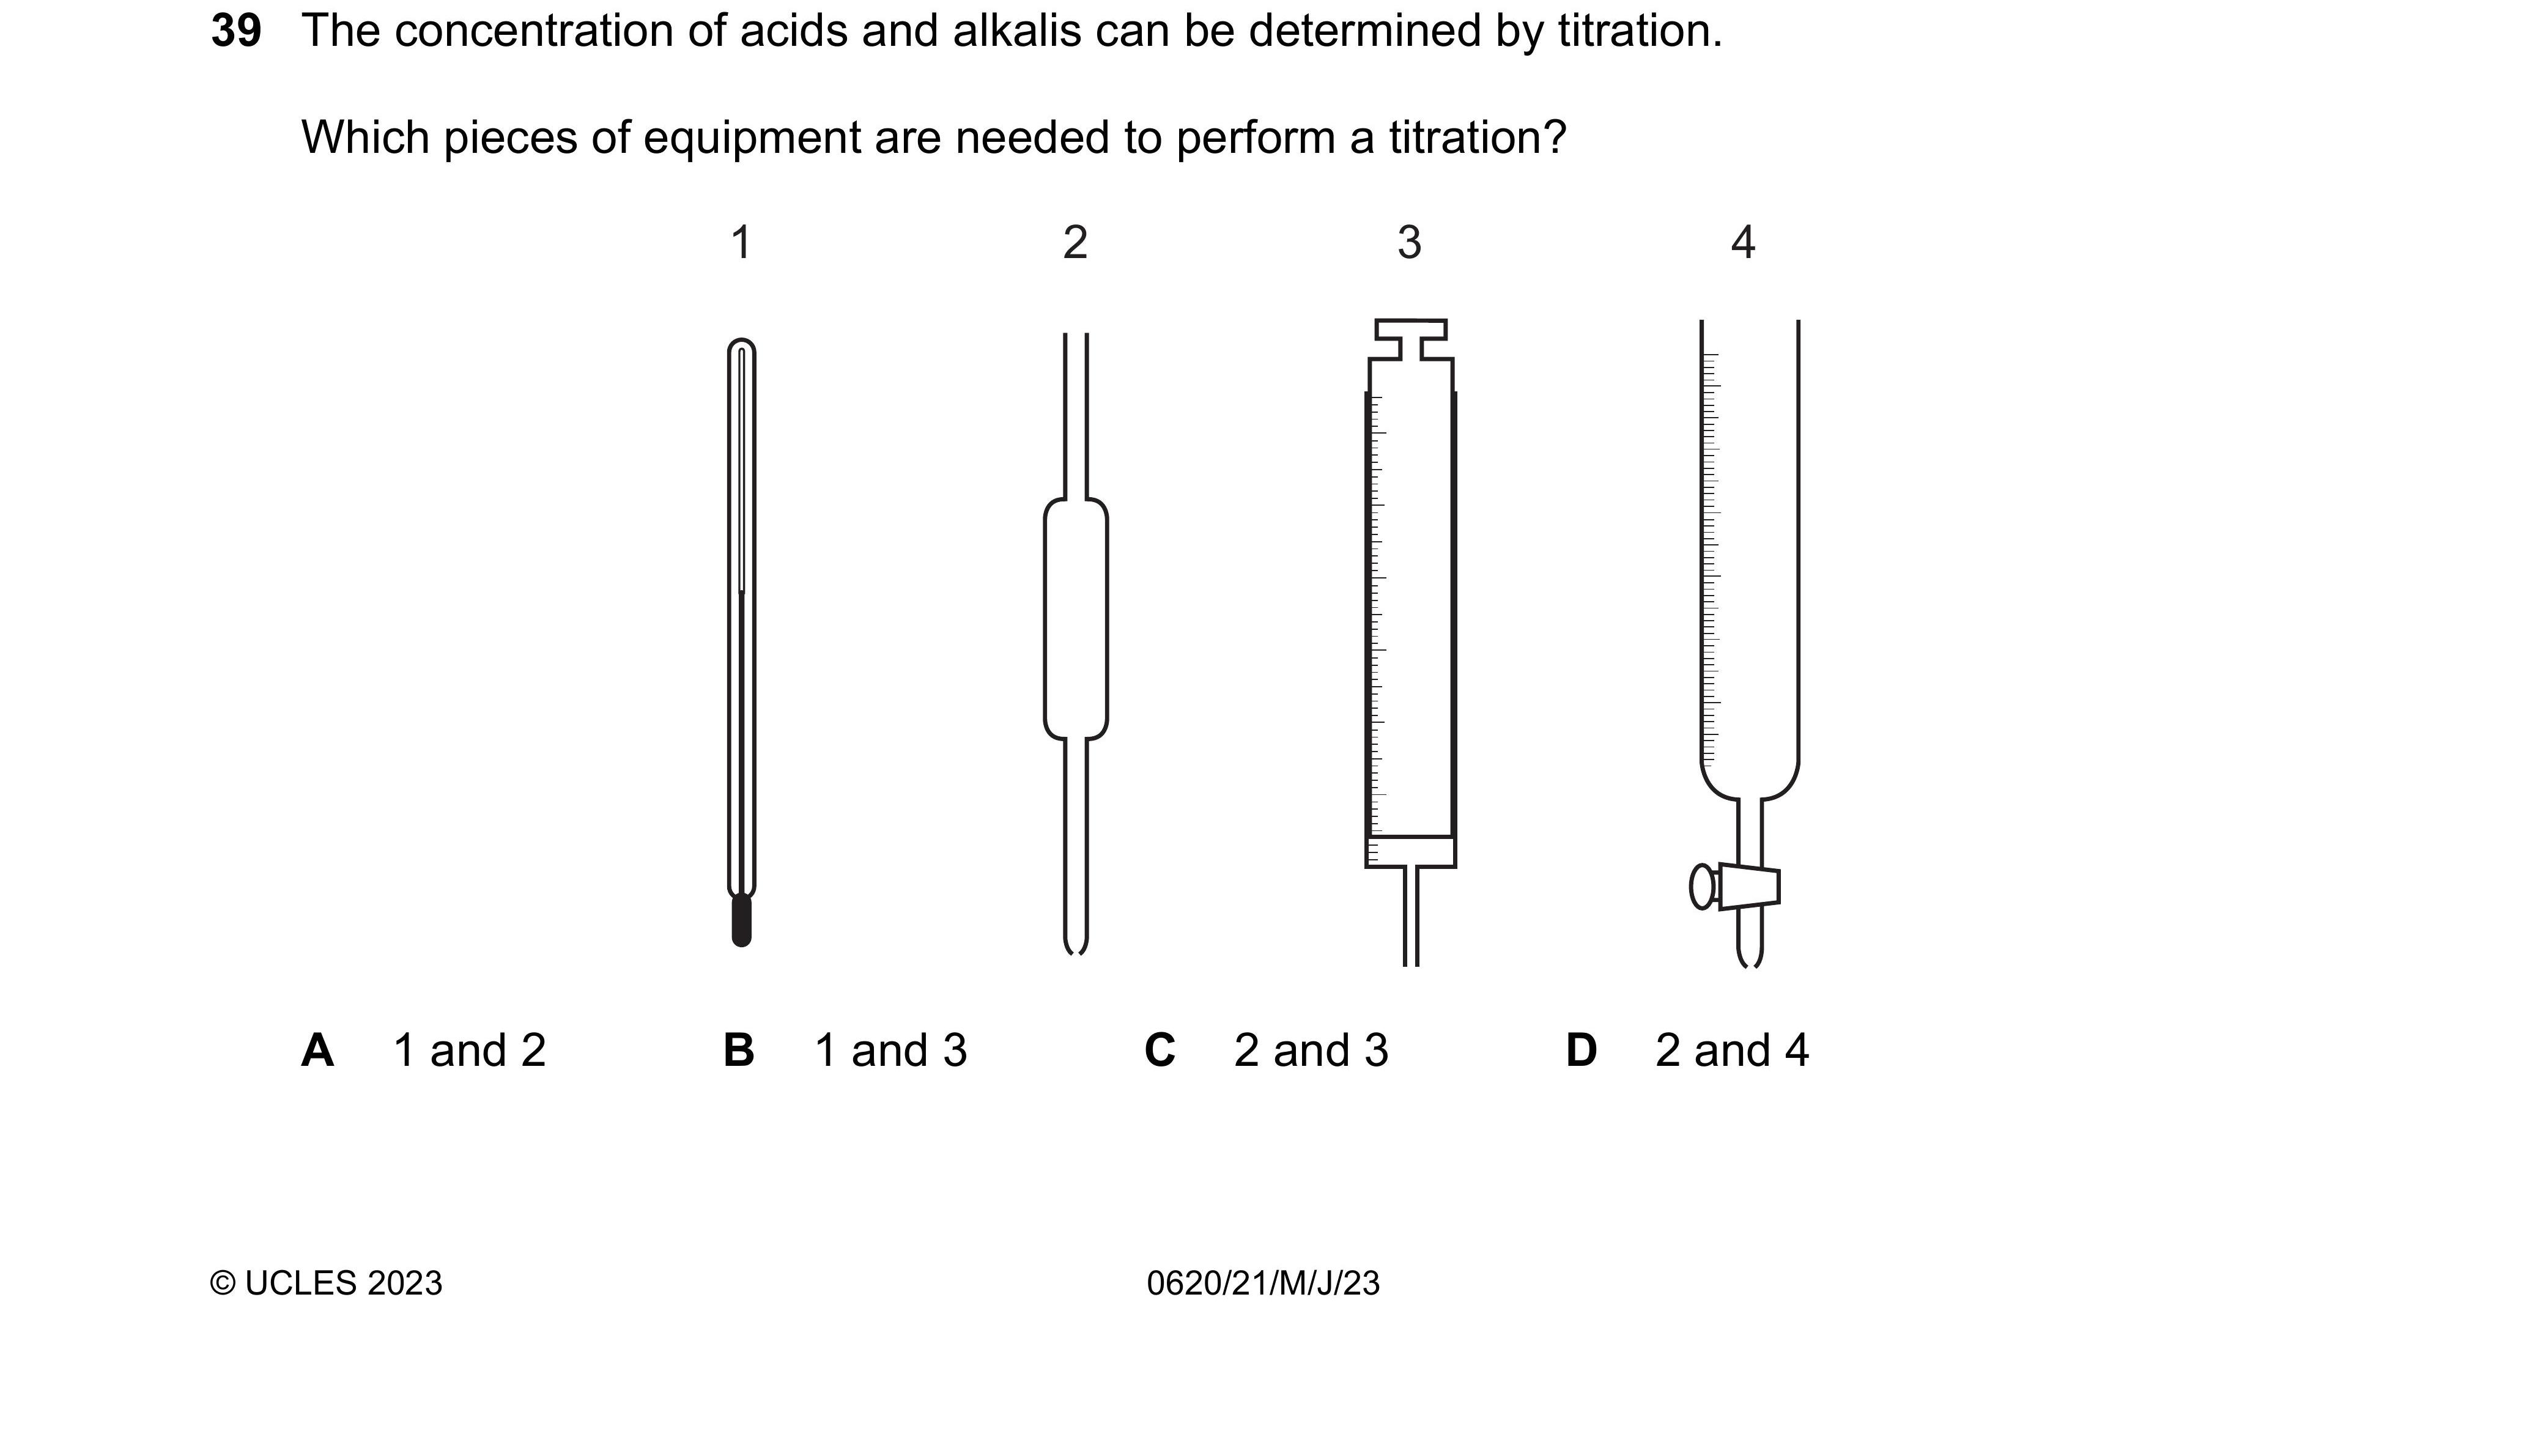 39 The concentration of acids and alkalis can be determined by titration.
Which pieces of equipment are needed to perform a titration?
1 2 3 4
A 1 and 2 B 1 and 3 C 2 and 3 D 2 and 4
© UCLES 2023 0620/21/M/J/23